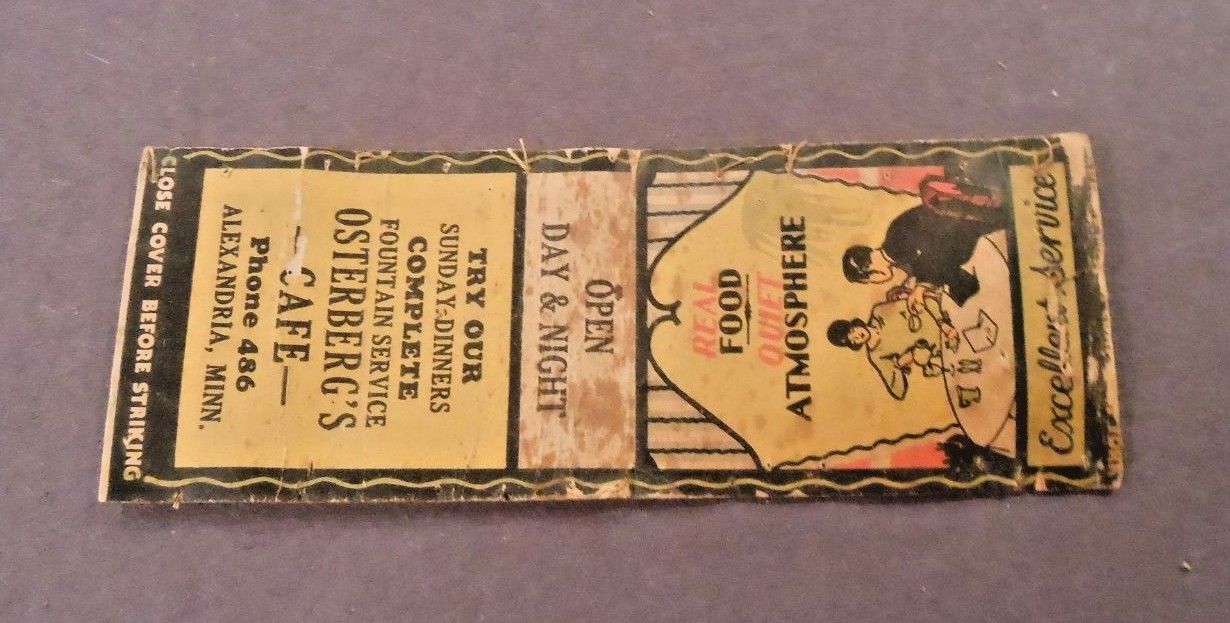 TRY OUR
SUNDAY DINNERS
COMPLETE
FOUNTAIN SERVICE
OSTERBERG'S
— CAFE —
Phone 486
ALEXANDRIA, MINN.
CLOSE COVER BEFORE STRIKING
OPEN
DAY & NIGHT
REAL
FOOD
QUIET
ATMOSPHERE
Excellent Service